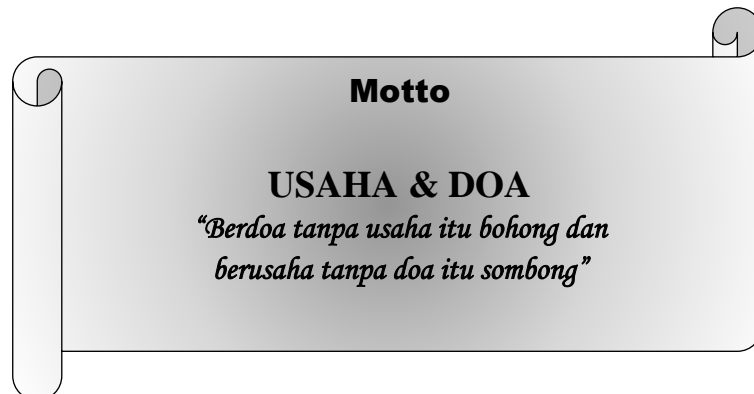 Motto
USAHA & DOA
“Berdoa tanpa usaha itu bohong dan
berusaha tanpa doa itu sombong”